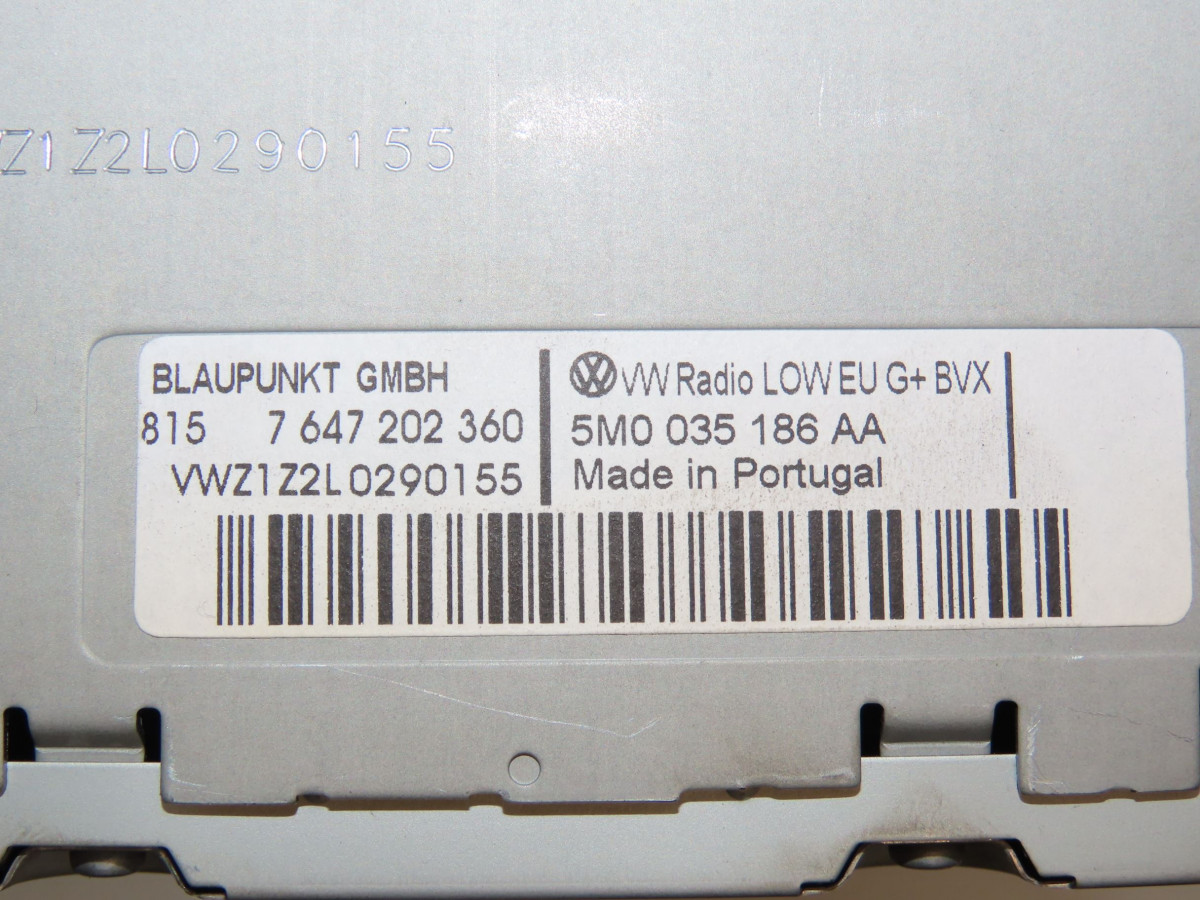 Z1Z2L0290155
BLAUPUNKT GMBH
815 7 647 202 360
VWZ1Z2L0290155
VW Radio LOW EU G+ BVX
5M0 035 186 AA
Made in Portugal